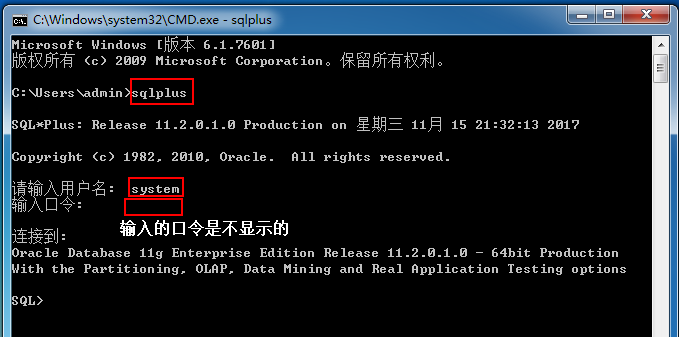 C:\Windows\system32\CMD.exe - sqlplus
Microsoft Windows [版本 6.1.7601]
版权所有 (c) 2009 Microsoft Corporation。保留所有权利。
C:\Users\admin>sqlplus
SQL*Plus: Release 11.2.0.1.0 Production on 星期三 11月 15 21:32:13 2017
Copyright (c) 1982, 2010, Oracle.  All rights reserved.
请输入用户名:  system
输入口令:
输入的口令是不显示的
连接到:
Oracle Database 11g Enterprise Edition Release 11.2.0.1.0 - 64bit Production
With the Partitioning, OLAP, Data Mining and Real Application Testing options
SQL>